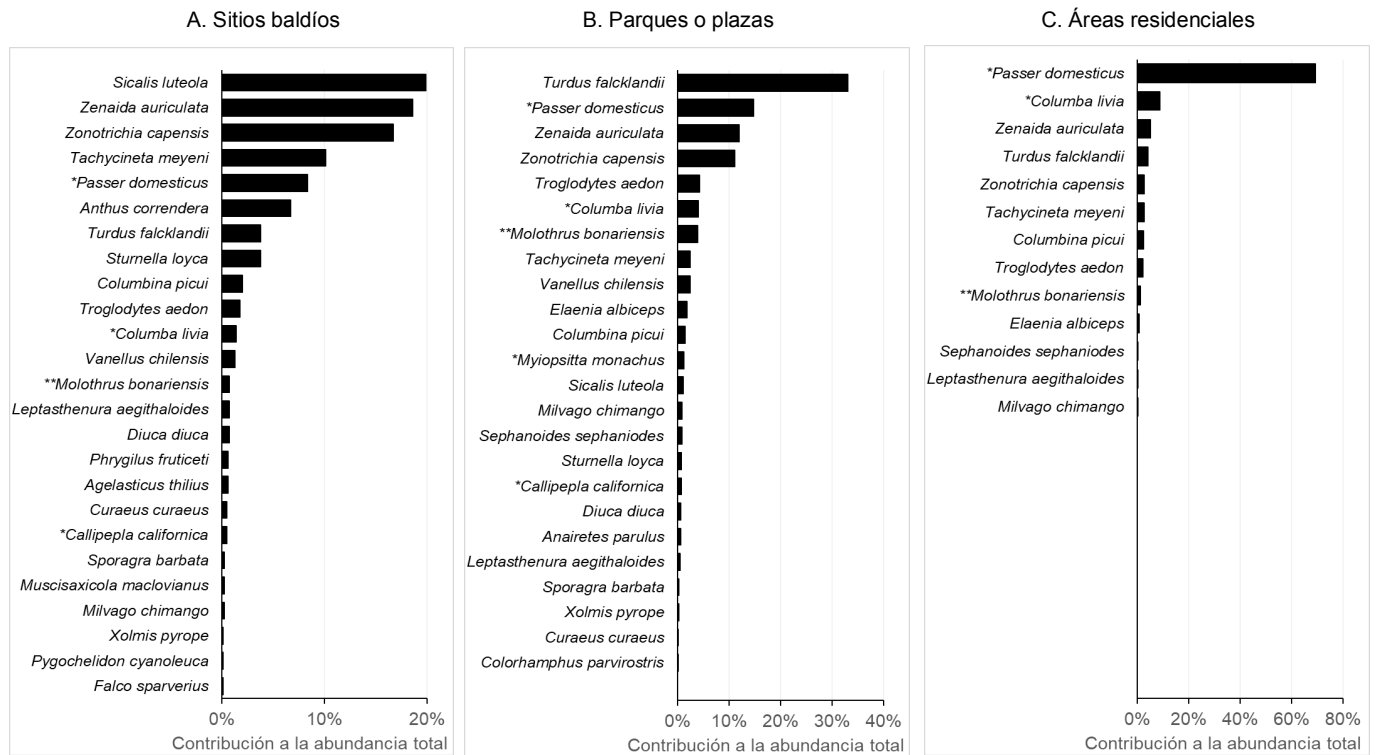 A. Sitios baldíos
Sicalis luteola
Zenaida auriculata
Zonotrichia capensis
Tachycineta meyeni
*Passer domesticus
Anthus correndera
Turdus falcklandii
Sturnella loyca
Columbina picui
Troglodytes aedon
*Columba livia
Vanellus chilensis
**Molothrus bonariensis
Leptasthenura aegithaloides
Diuca diuca
Phrygilus fruticeti
Agelasticus thilius
Curaeus curaeus
*Callipepla californica
Sporagra barbata
Muscisaxicola maclovianus
Milvago chimango
Xolmis pyrope
Pygochelidon cyanoleuca
Falco sparverius
0% 10% 20%
Contribución a la abundancia total
B. Parques o plazas
Turdus falcklandii
*Passer domesticus
Zenaida auriculata
Zonotrichia capensis
Troglodytes aedon
*Columba livia
**Molothrus bonariensis
Tachycineta meyeni
Vanellus chilensis
Elaenia albiceps
Columbina picui
*Myiopsitta monachus
Sicalis luteola
Milvago chimango
Sephanoides sephaniodes
Sturnella loyca
*Callipepla californica
Diuca diuca
Anairetes parulus
Leptasthenura aegithaloides
Sporagra barbata
Xolmis pyrope
Curaeus curaeus
Colorhamphus parvirostris
0% 10% 20% 30% 40%
Contribución a la abundancia total
C. Áreas residenciales
*Passer domesticus
*Columba livia
Zenaida auriculata
Turdus falcklandii
Zonotrichia capensis
Tachycineta meyeni
Columbina picui
Troglodytes aedon
**Molothrus bonariensis
Elaenia albiceps
Sephanoides sephaniodes
Leptasthenura aegithaloides
Milvago chimango
0% 20% 40% 60% 80%
Contribución a la abundancia total